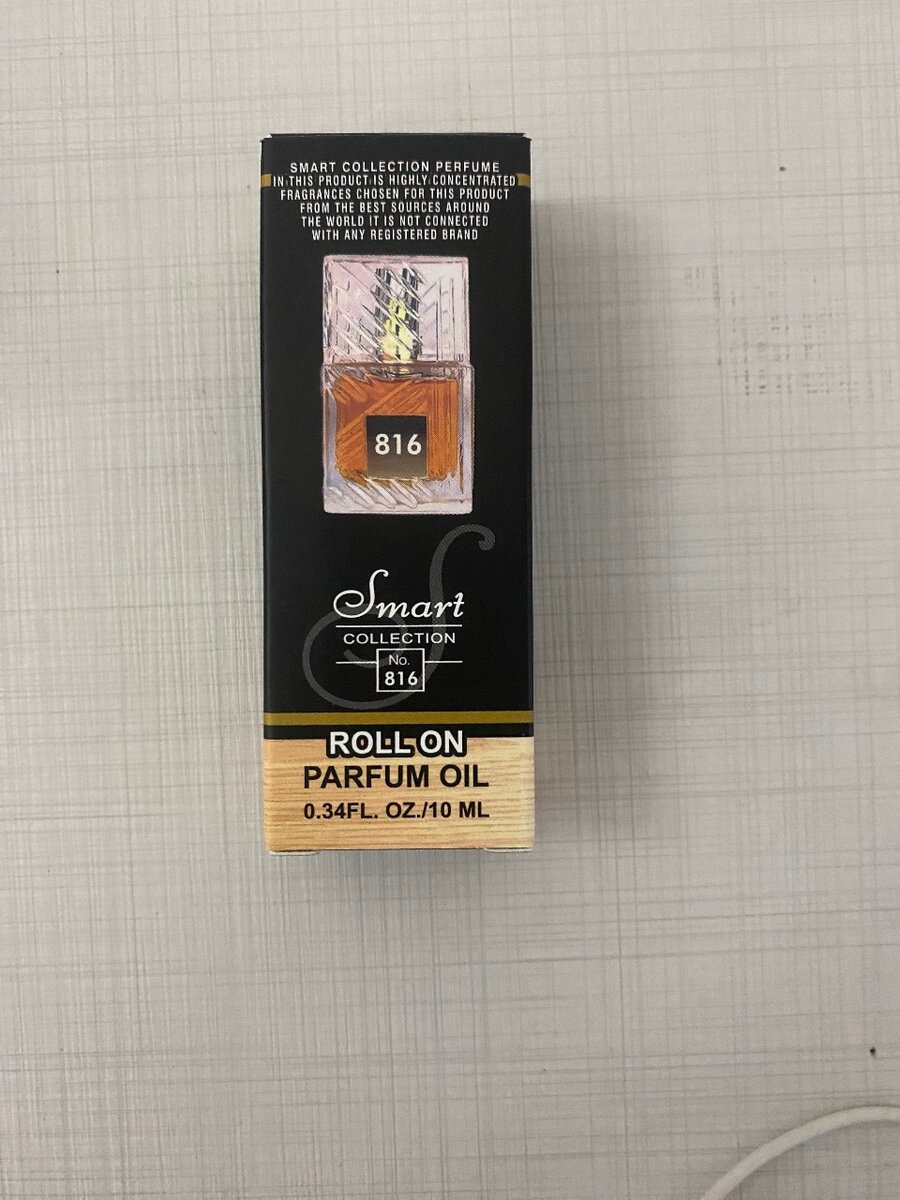 SMART COLLECTION PERFUME
IN THIS PRODUCT IS HIGHLY CONCENTRATED
FRAGRANCES CHOSEN FOR THIS PRODUCT
FROM THE BEST SOURCES AROUND
THE WORLD IT IS NOT CONNECTED
WITH ANY REGISTERED BRAND
816
Smart
COLLECTION
No.
816
ROLL ON
PARFUM OIL
0.34FL. OZ./10 ML